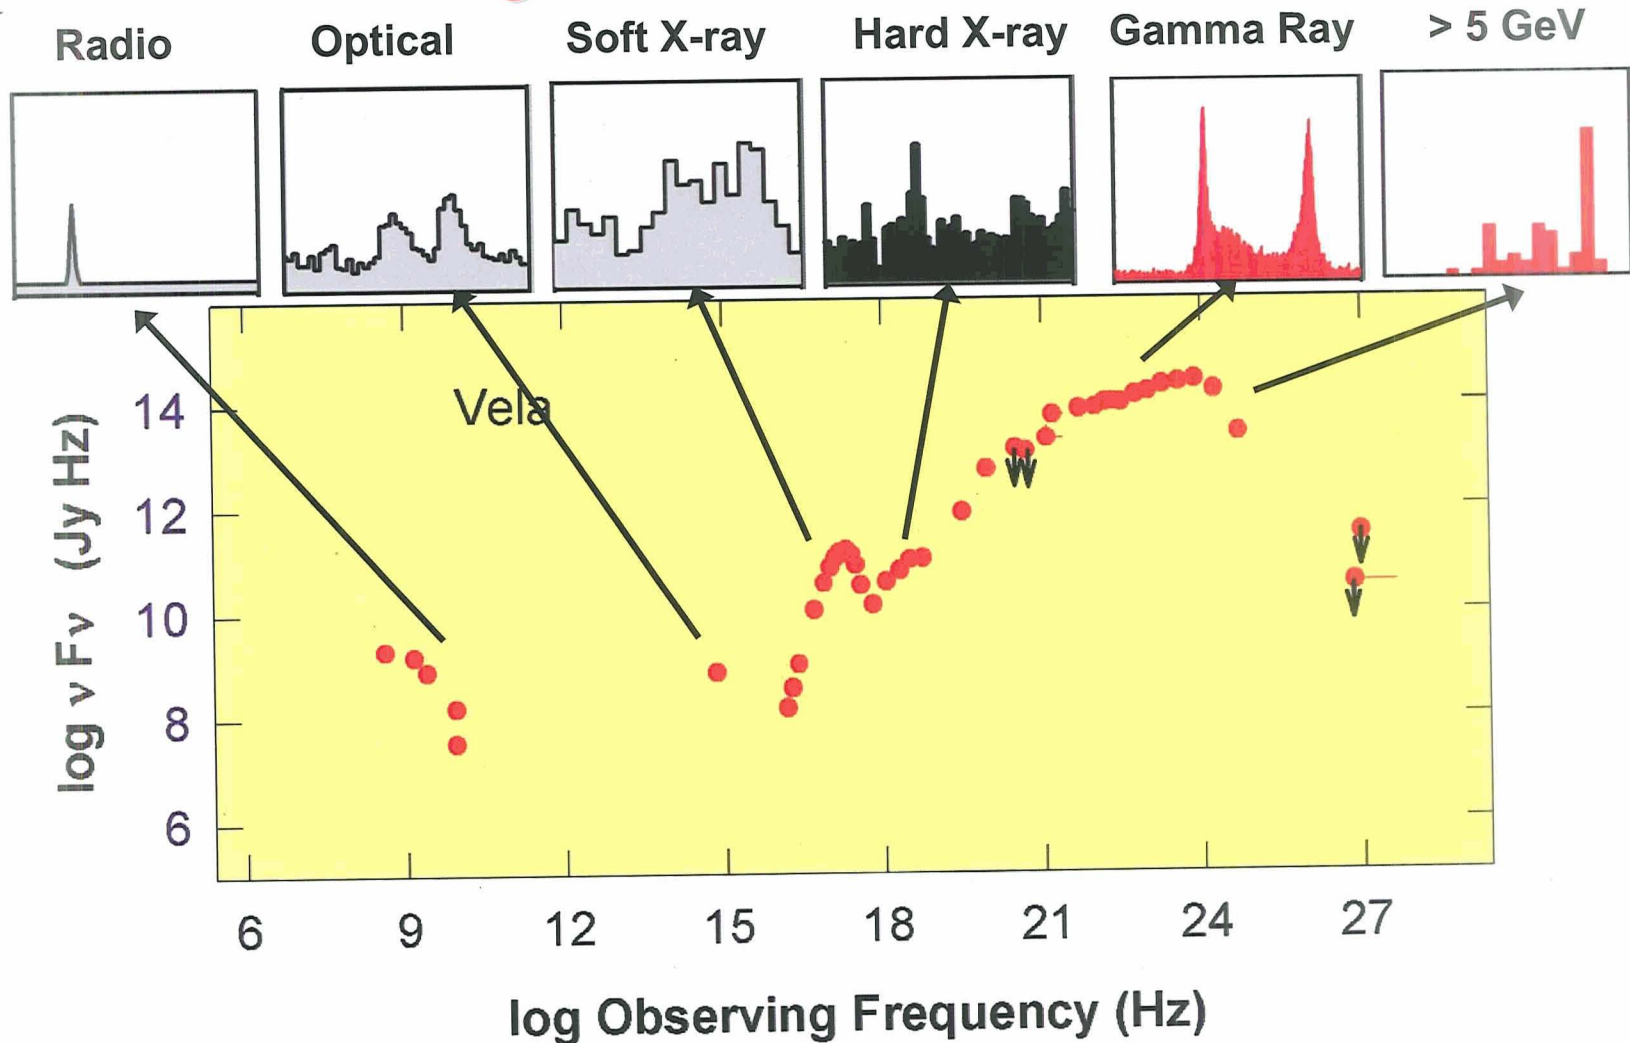 Radio
Optical
Soft X-ray
Hard X-ray
Gamma Ray
> 5 GeV
Vela
log ν Fν (Jy Hz)
14
12
10
8
6
6
9
12
15
18
21
24
27
log Observing Frequency (Hz)